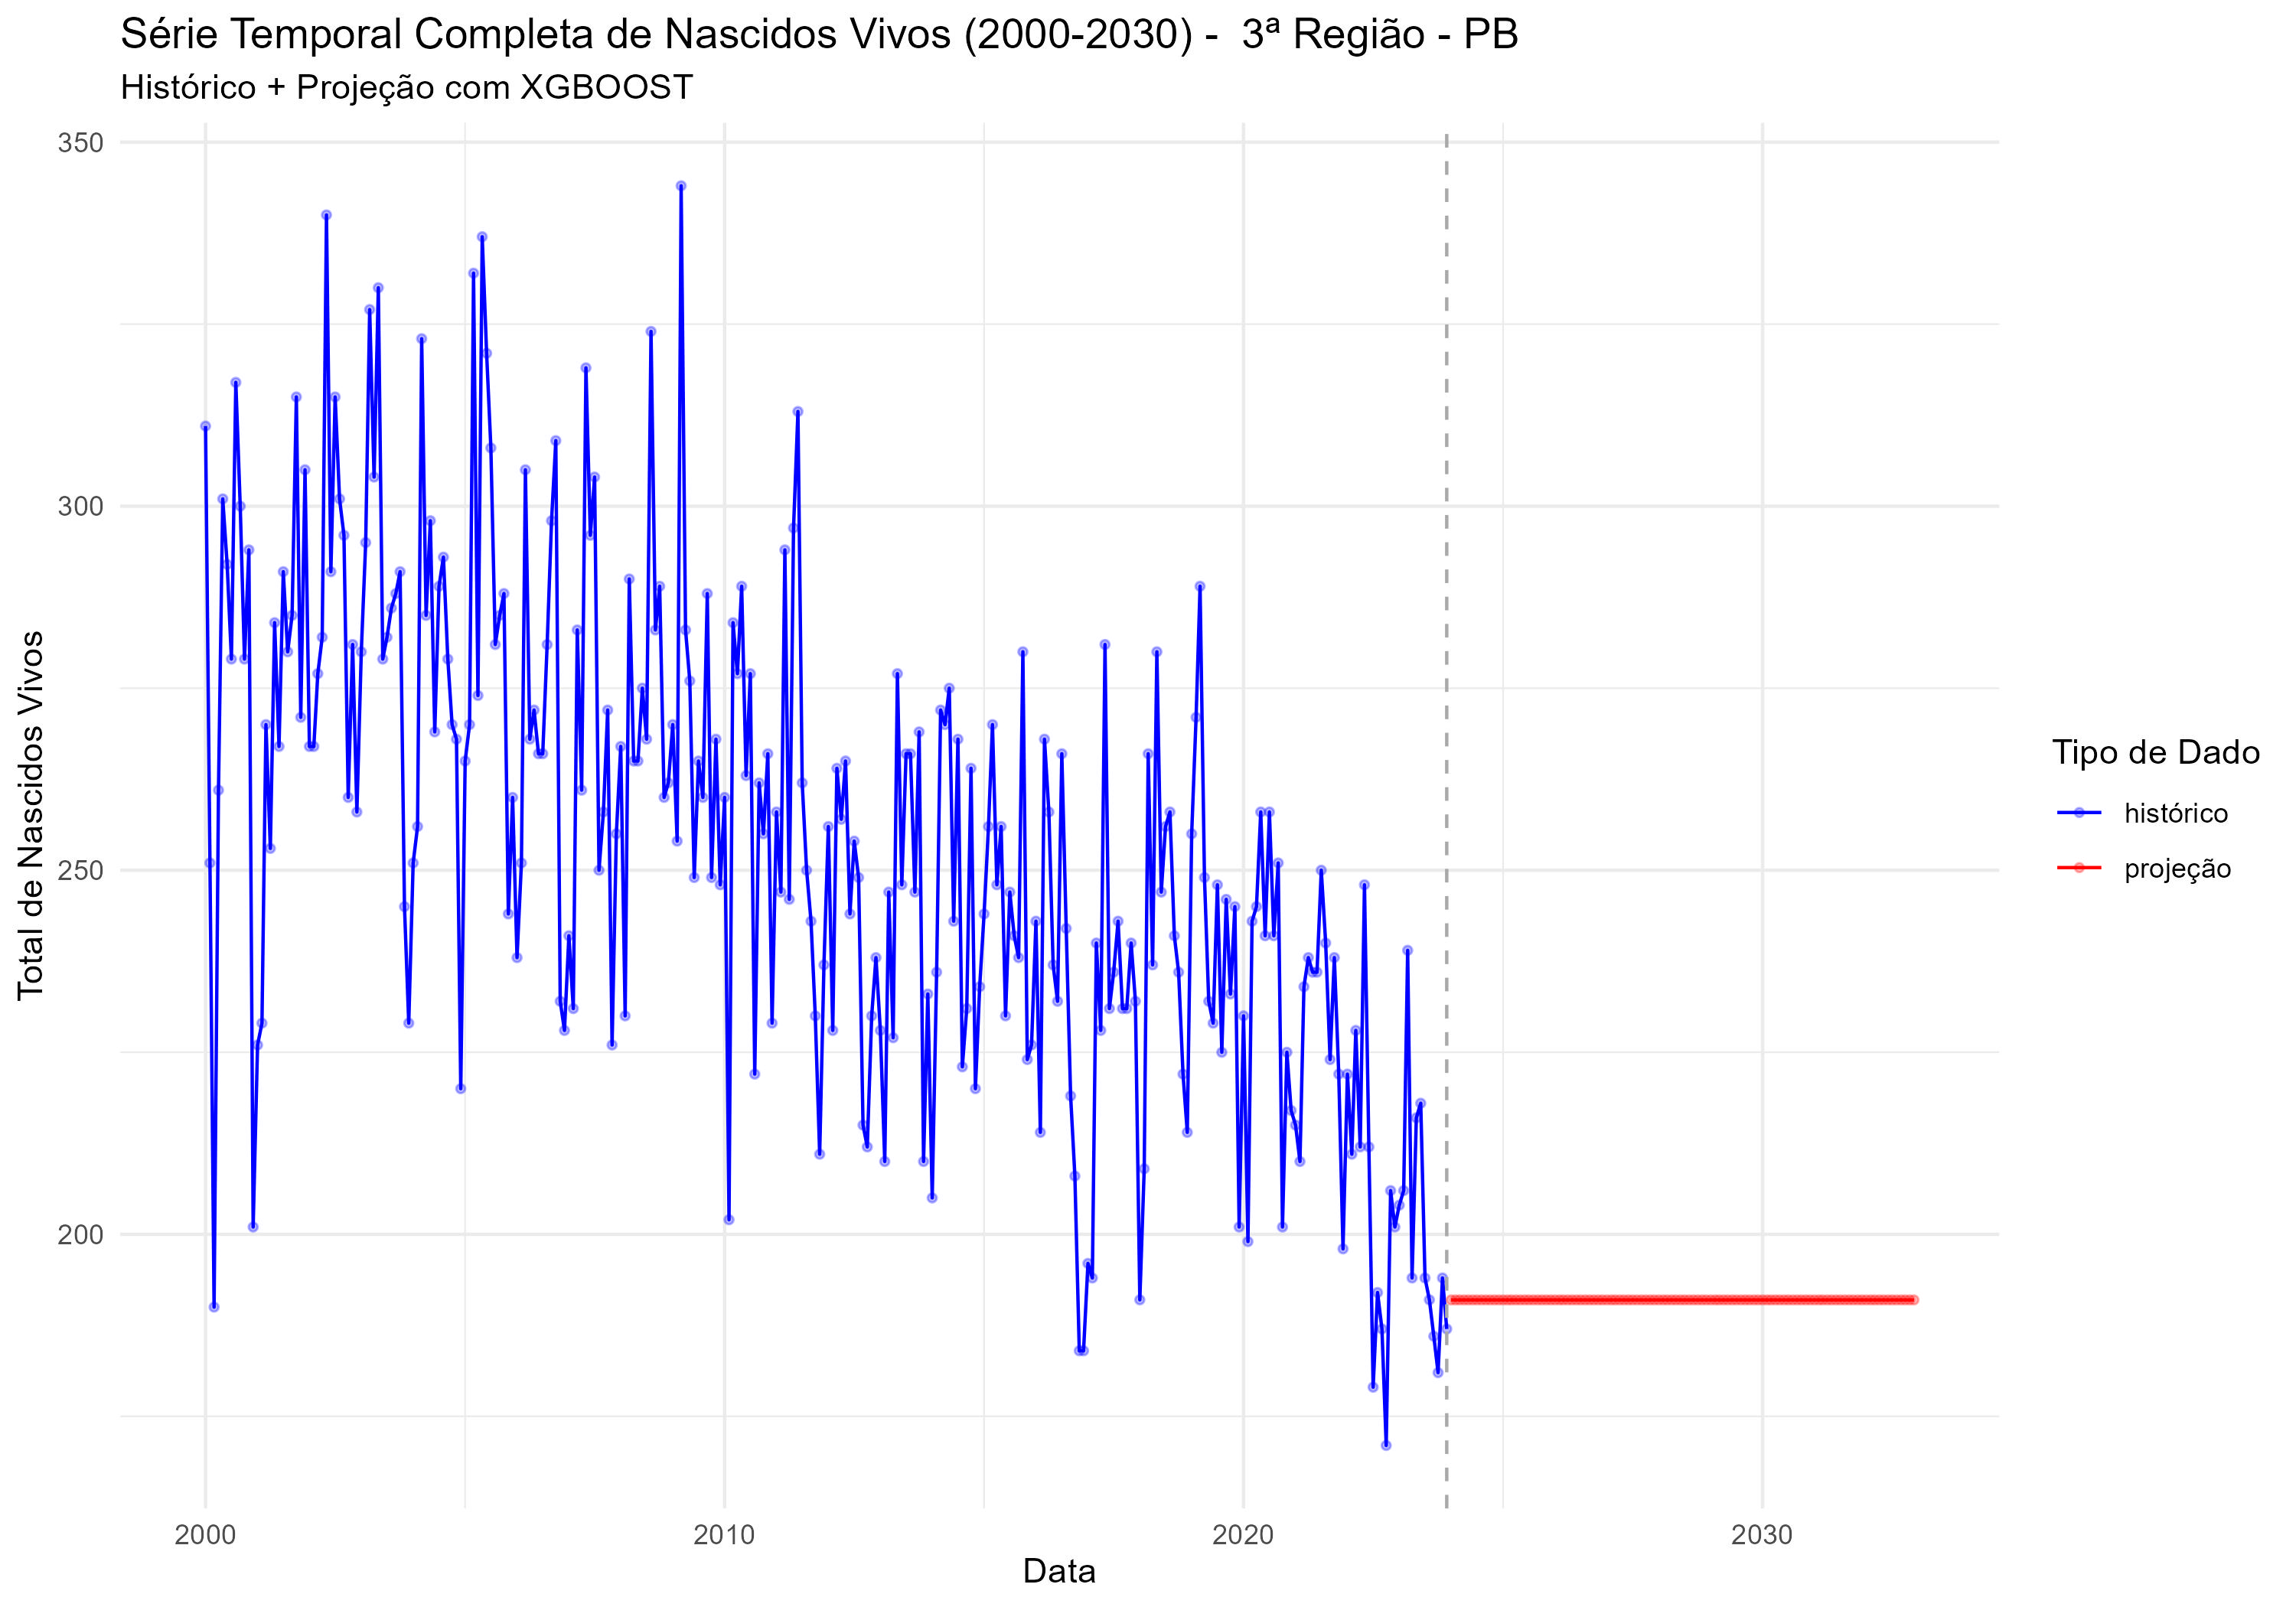 Série Temporal Completa de Nascidos Vivos (2000-2030) -  3ª Região - PB
Histórico + Projeção com XGBOOST
350
300
250
200
Total de Nascidos Vivos
2000
2010
2020
2030
Data
Tipo de Dado
histórico
projeção